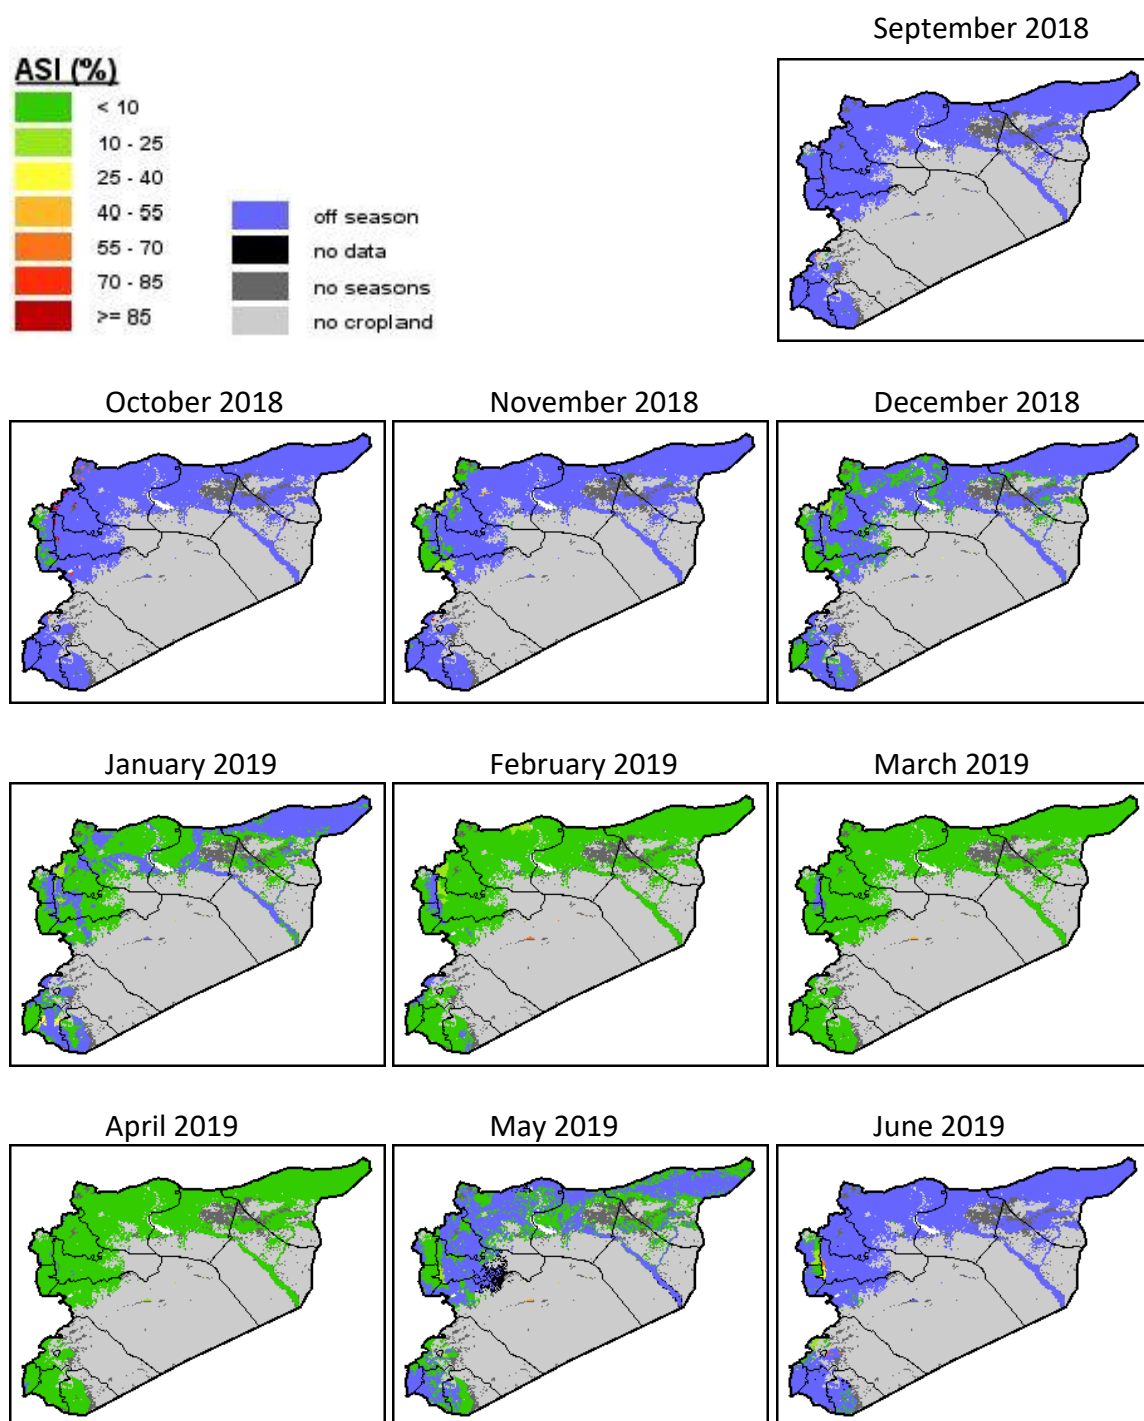 September 2018
ASI (%)
< 10
10 - 25
25 - 40
40 - 55
55 - 70
70 - 85
>= 85
off season
no data
no seasons
no cropland
October 2018
November 2018
December 2018
January 2019
February 2019
March 2019
April 2019
May 2019
June 2019